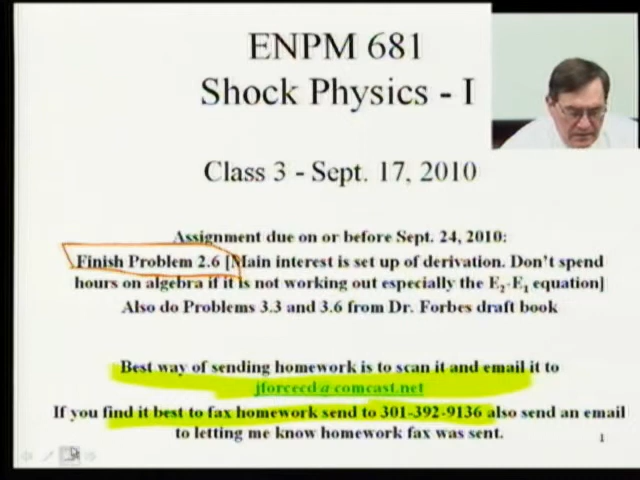 ENPM 681
Shock Physics - I
Class 3 - Sept. 17, 2010
Assignment due on or before Sept. 24, 2010:
Finish Problem 2.6 [Main interest is set up of derivation. Don't spend
hours on algebra if it is not working out especially the E₂-E₁ equation]
Also do Problems 3.3 and 3.6 from Dr. Forbes draft book
Best way of sending homework is to scan it and email it to
jforcecd@comcast.net
If you find it best to fax homework send to 301-392-9136 also send an email
to letting me know homework fax was sent.
1